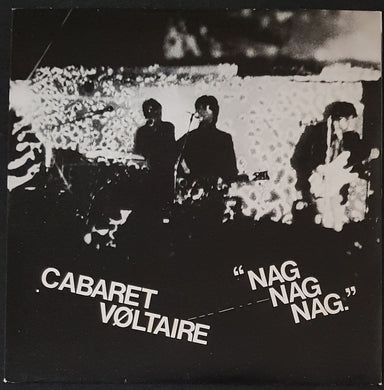 CABARET
VØLTAIRE
“NAG
NAG
NAG.”